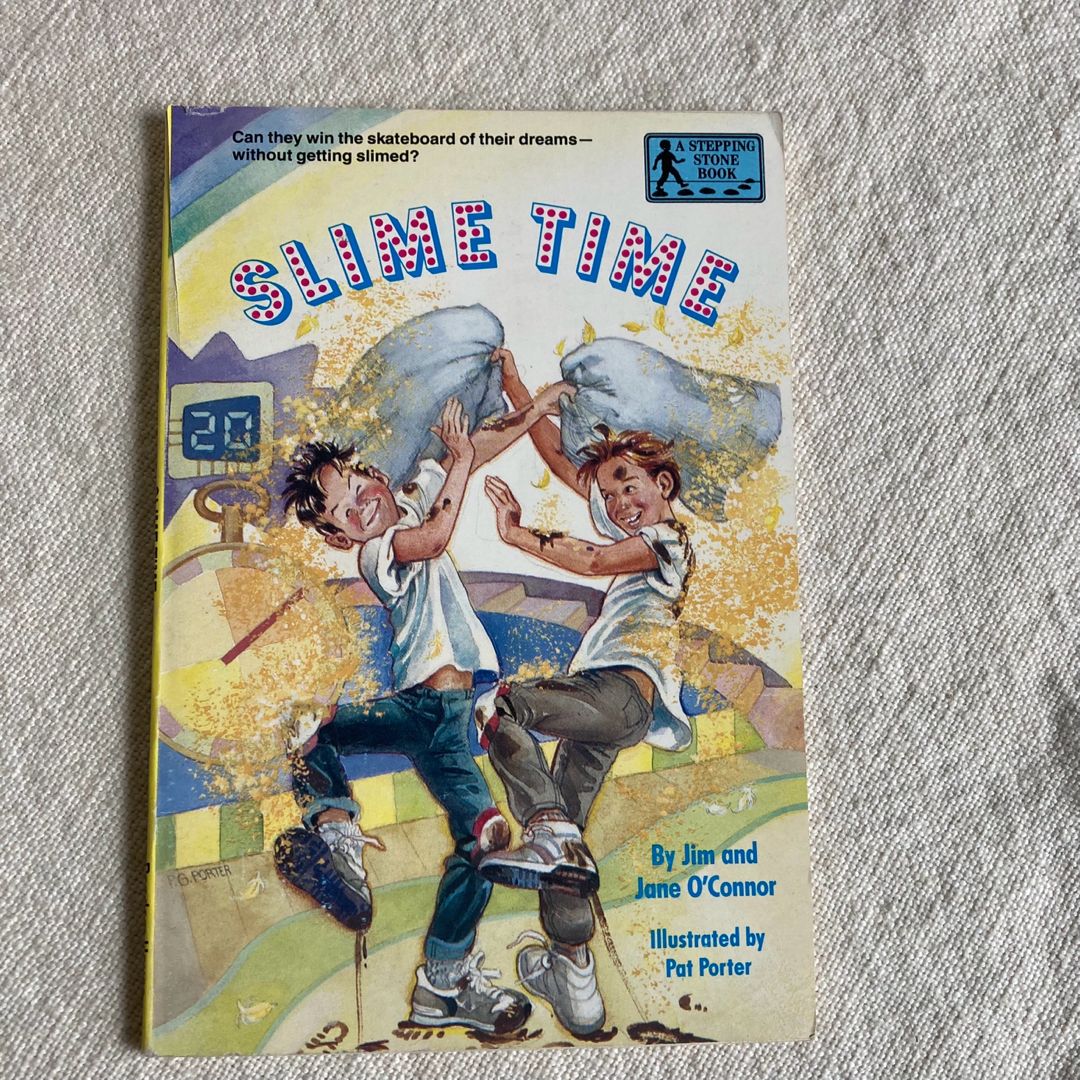 Can they win the skateboard of their dreams—
without getting slimed?
A STEPPING
STONE
BOOK
SLIME TIME
20
By Jim and
Jane O'Connor
Illustrated by
Pat Porter
P.G. PORTER